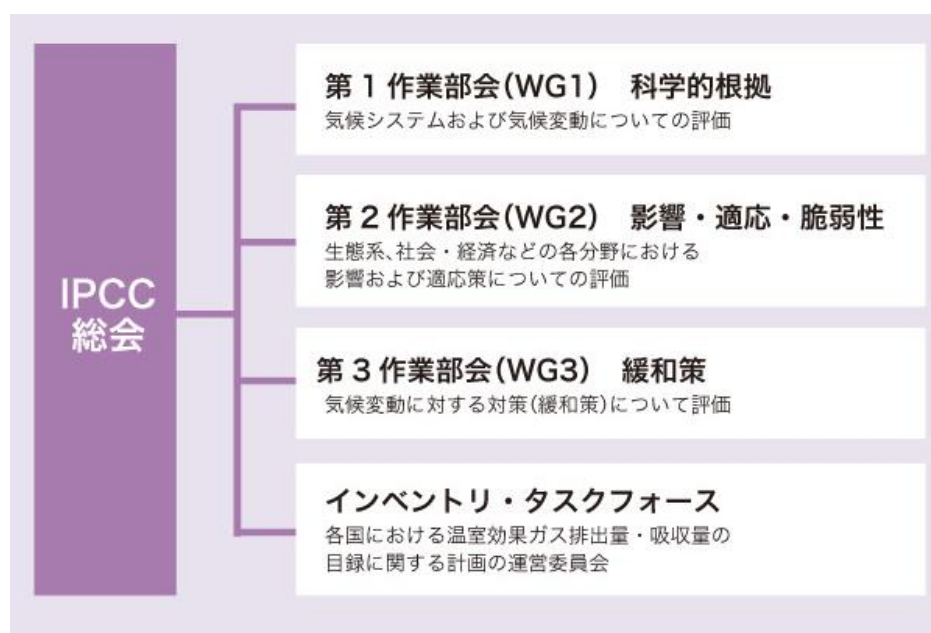 IPCC
総会
第1作業部会(WG1) 科学的根拠
気候システムおよび気候変動についての評価
第2作業部会(WG2) 影響・適応・脆弱性
生態系、社会・経済などの各分野における
影響および適応策についての評価
第3作業部会(WG3) 緩和策
気候変動に対する対策(緩和策)について評価
インベントリ・タスクフォース
各国における温室効果ガス排出量・吸収量の
目録に関する計画の運営委員会